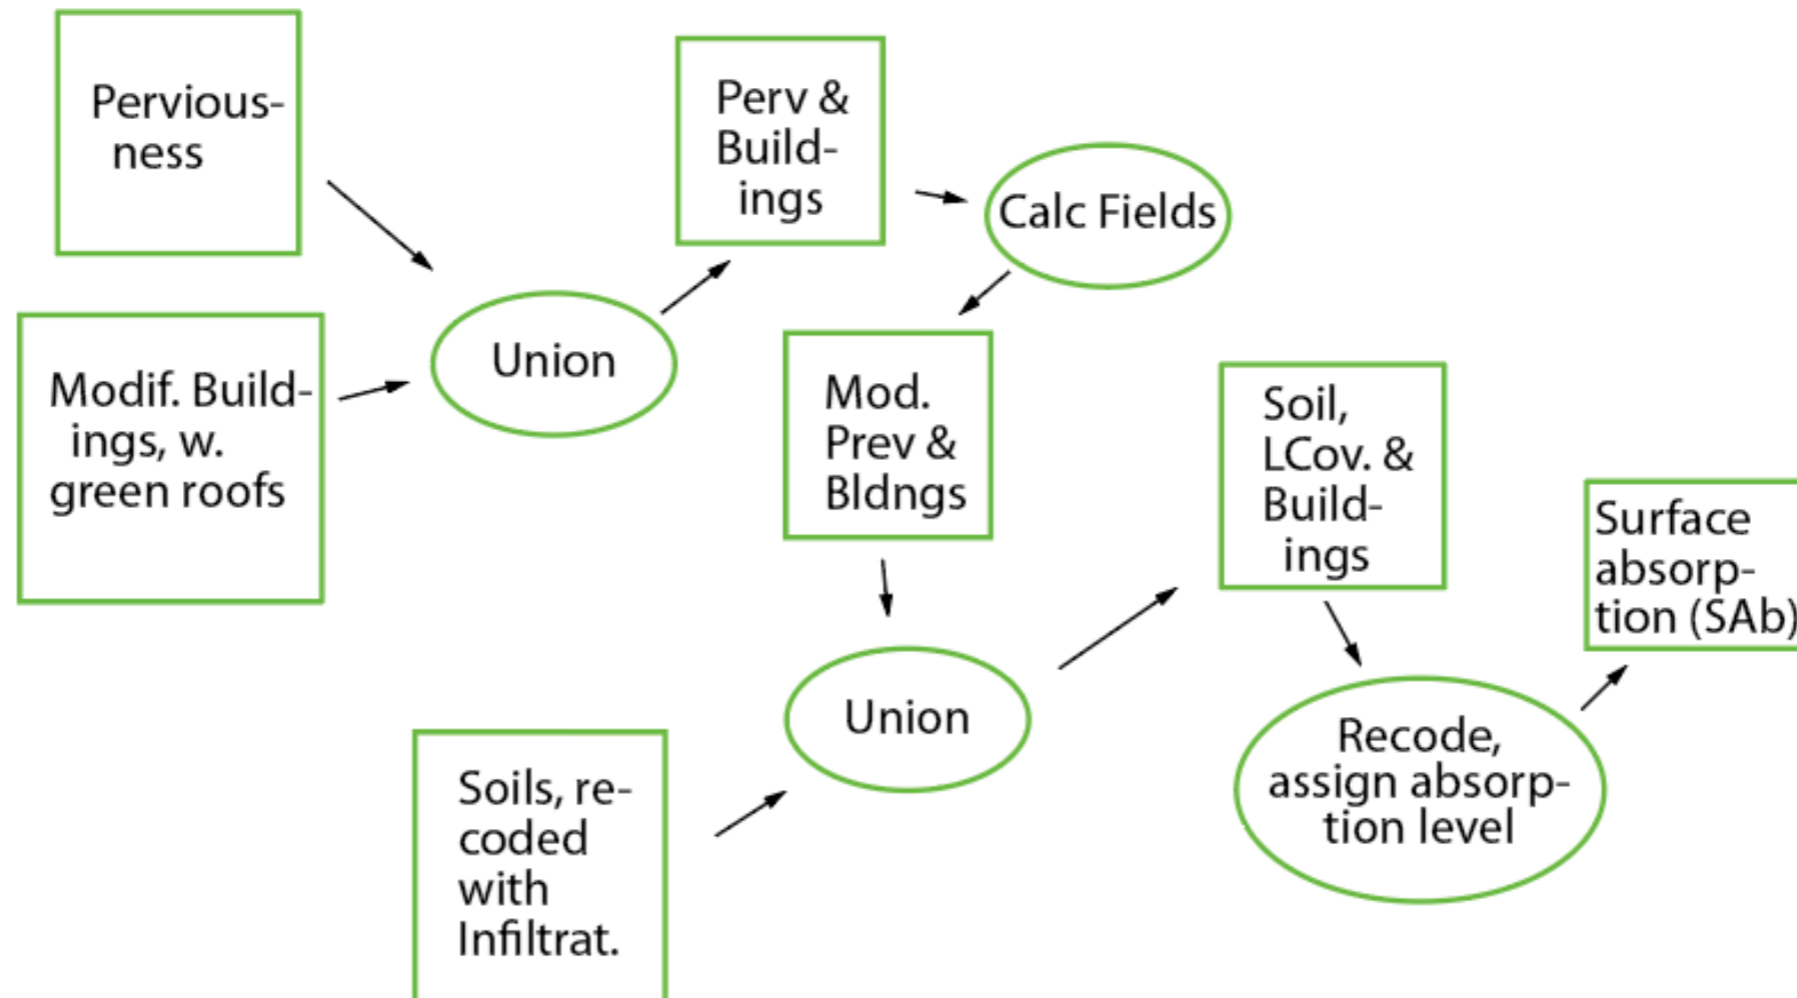 Pervious-
ness
Modif. Build-
ings, w.
green roofs
Union
Perv &
Build-
ings
Calc Fields
Mod.
Prev &
Bldngs
Soils, re-
coded
with
Infiltrat.
Union
Soil,
LCov. &
Build-
ings
Recode,
assign absorp-
tion level
Surface
absorp-
tion (SAb)